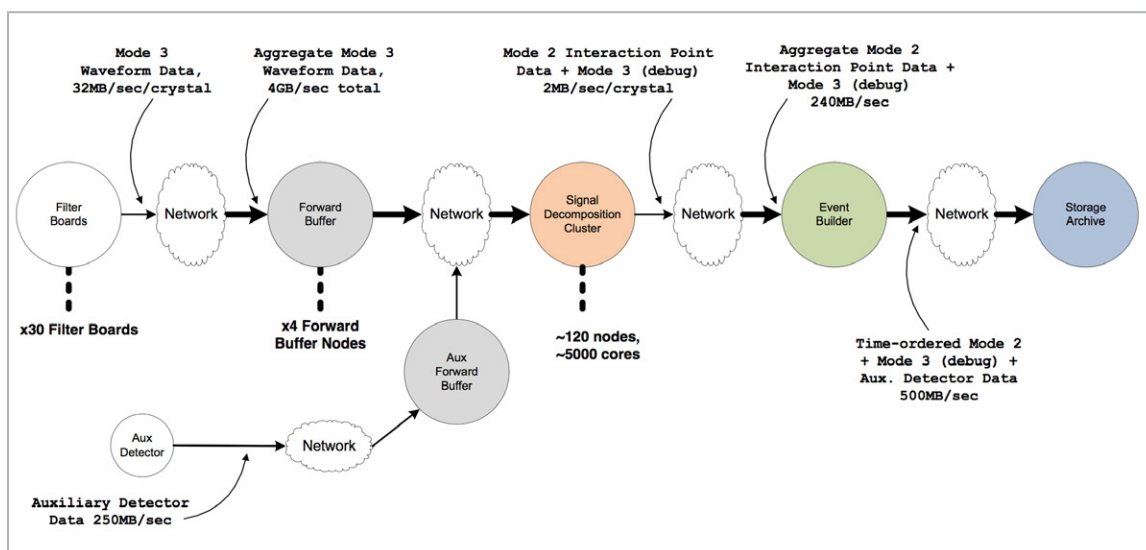 Mode 3
Waveform Data,
32MB/sec/crystal
Aggregate Mode 3
Waveform Data,
4GB/sec total
Mode 2 Interaction Point
Data + Mode 3 (debug)
2MB/sec/crystal
Aggregate Mode 2
Interaction Point Data +
Mode 3 (debug)
240MB/sec
Filter
Boards
Network
Forward
Buffer
Network
Signal
Decomposition
Cluster
Network
Event
Builder
Network
Storage
Archive
x30 Filter Boards
x4 Forward
Buffer Nodes
~120 nodes,
~5000 cores
Aux
Forward
Buffer
Time-ordered Mode 2
+ Mode 3 (debug) +
Aux. Detector Data
500MB/sec
Aux
Detector
Network
Auxiliary Detector
Data 250MB/sec